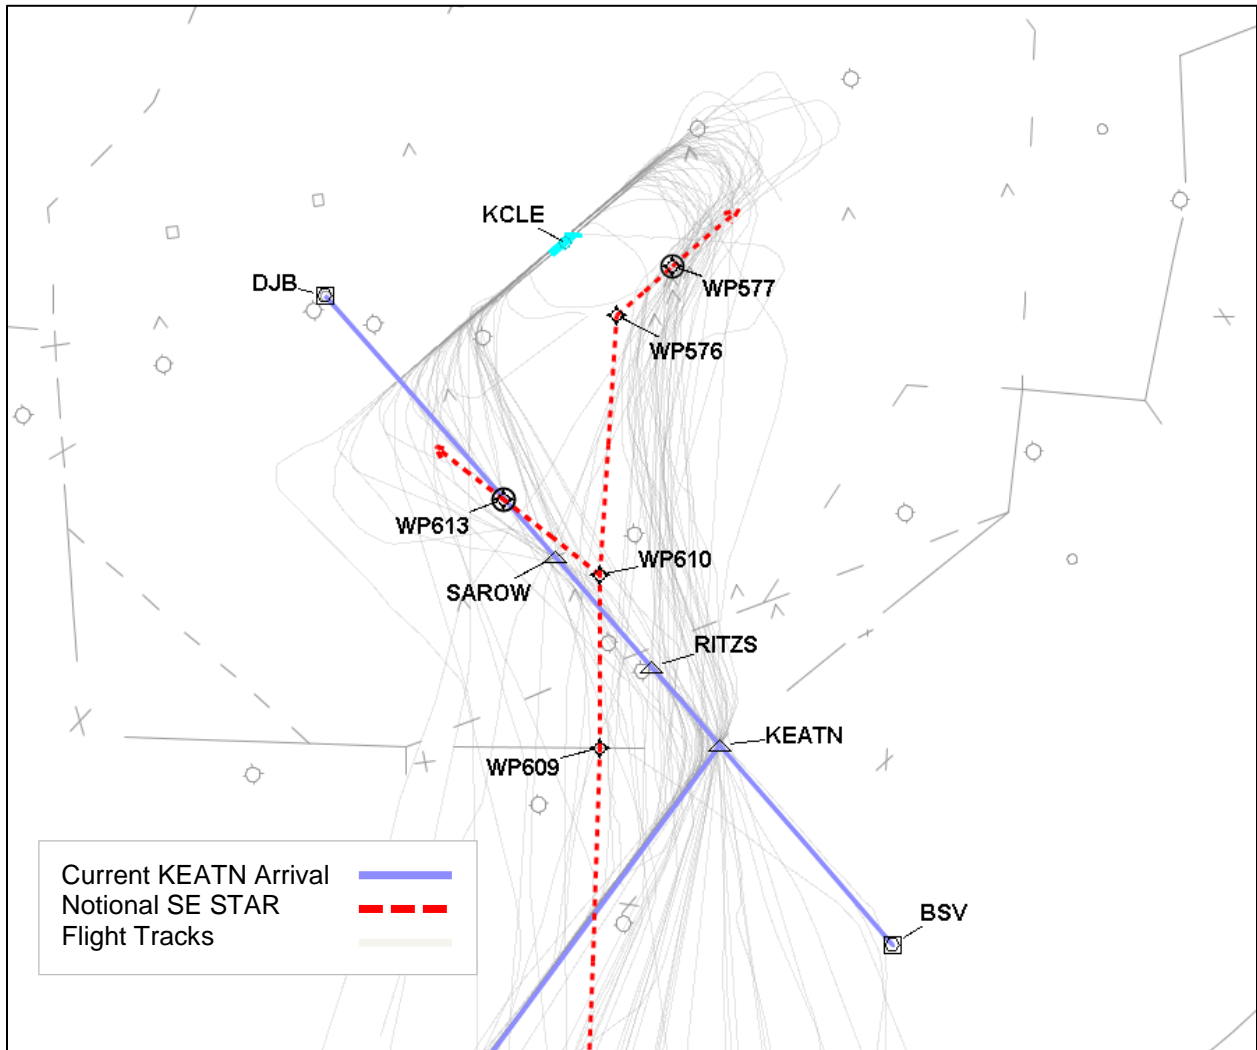 KCLE
DJB
WP577
WP576
WP613
WP610
SAROW
RITZS
KEATN
WP609
BSV
Current KEATN Arrival
Notional SE STAR
Flight Tracks